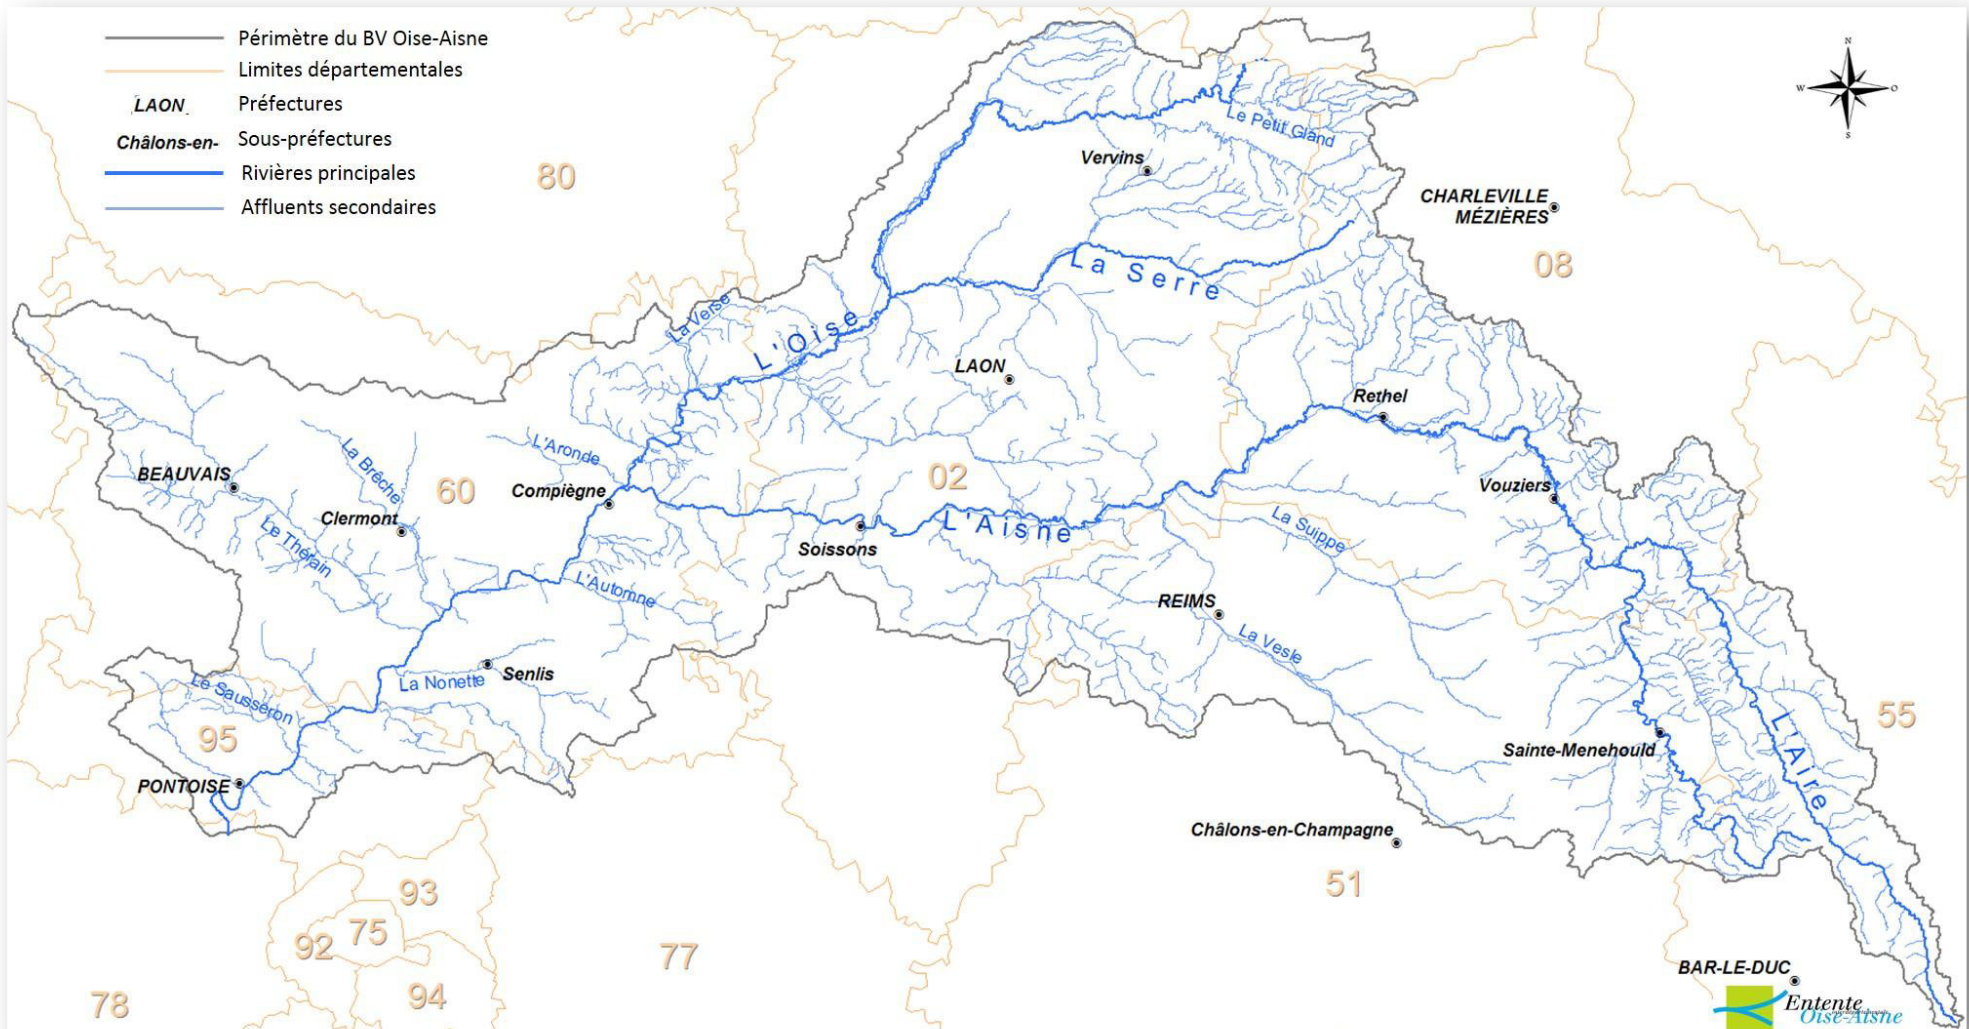 Périmètre du BV Oise-Aisne
Limites départementales
LAON
Préfectures
Châlons-en-
Sous-préfectures
Rivières principales
Affluents secondaires
N
W
O
S
80
Le Petit Gland
Vervins
CHARLEVILLE
MÉZIÈRES
08
La Serre
La Verse
L'Oise
LAON
Rethel
L'Aronde
La Brêche
BEAUVAIS
60
Compiègne
02
Vouziers
Clermont
L'Aisne
La Suippe
Le Thérain
Soissons
L'Automne
REIMS
La Vesle
La Nonette
Senlis
Le Sausseron
95
55
L'Aire
Sainte-Menehould
PONTOISE
Châlons-en-Champagne
51
93
75
92
77
94
78
BAR-LE-DUC
Entente
Oise-Aisne